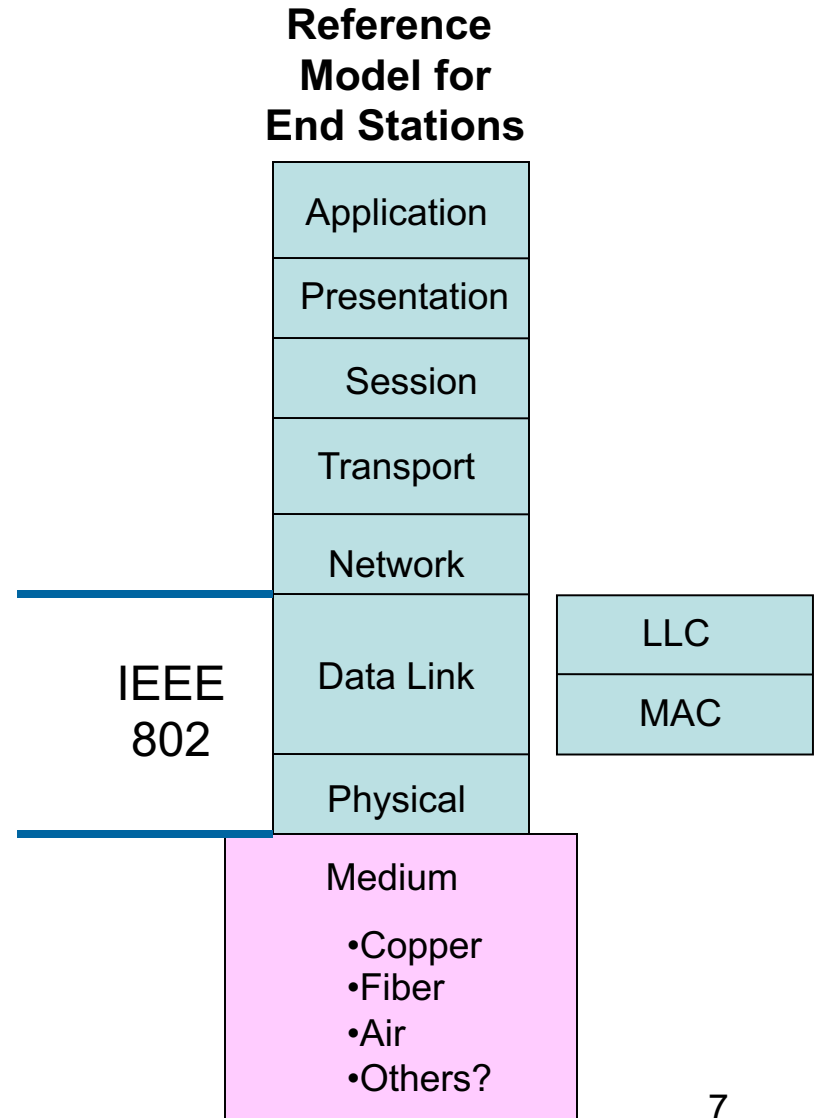 Reference
Model for
End Stations
Application
Presentation
Session
Transport
Network
IEEE
802
Data Link
LLC
MAC
Physical
Medium
•Copper
•Fiber
•Air
•Others?
7